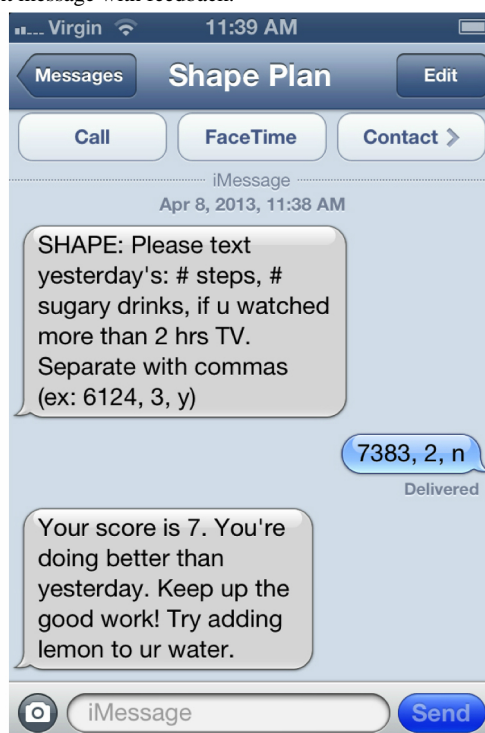 t message with feedback.
Virgin 11:39 AM
Messages Shape Plan Edit
Call FaceTime Contact
iMessage
Apr 8, 2013, 11:38 AM
SHAPE: Please text
yesterday's: # steps, #
sugary drinks, if u watched
more than 2 hrs TV.
Separate with commas
(ex: 6124, 3, y)
7383, 2, n
Delivered
Your score is 7. You're
doing better than
yesterday. Keep up the
good work! Try adding
lemon to ur water.
iMessage Send